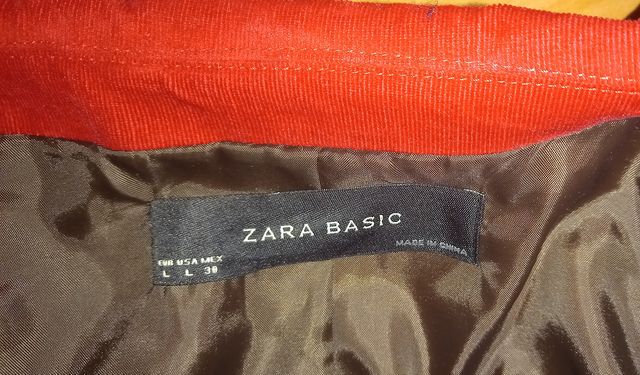 ZARA BASIC
MADE IN CHINA
EUR USA MEX
L L 30